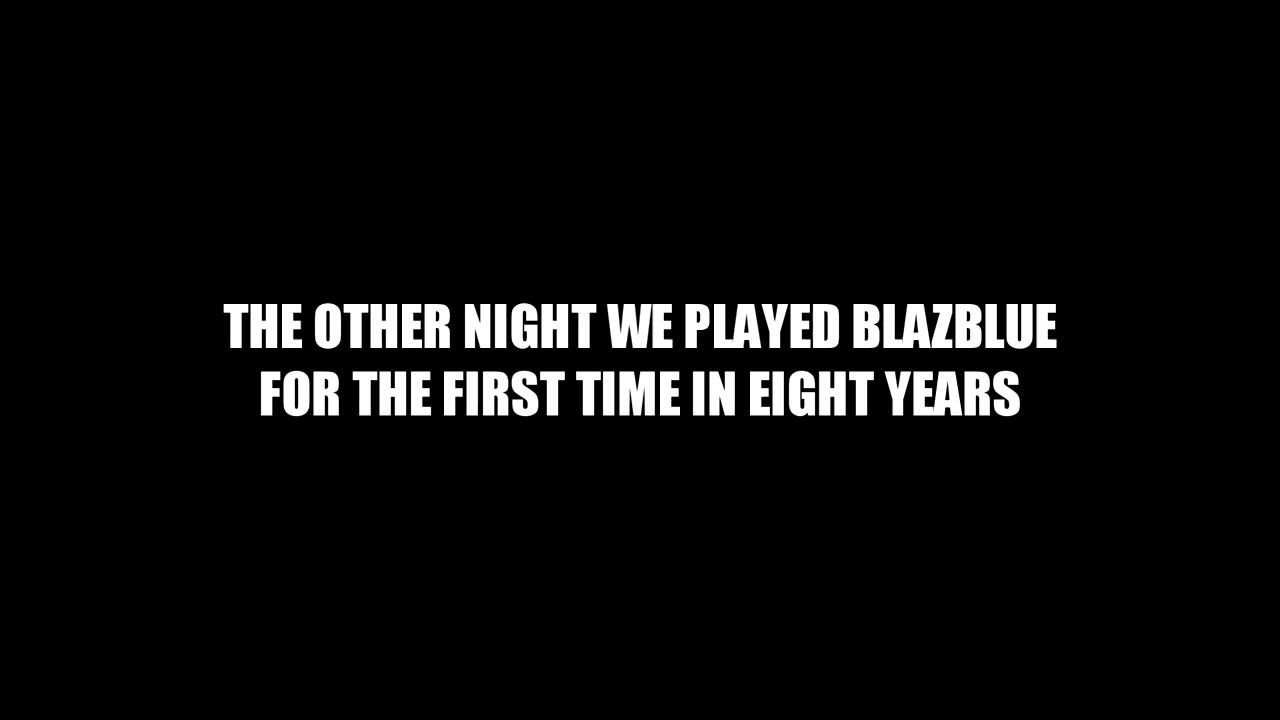 THE OTHER NIGHT WE PLAYED BLAZBLUE
FOR THE FIRST TIME IN EIGHT YEARS